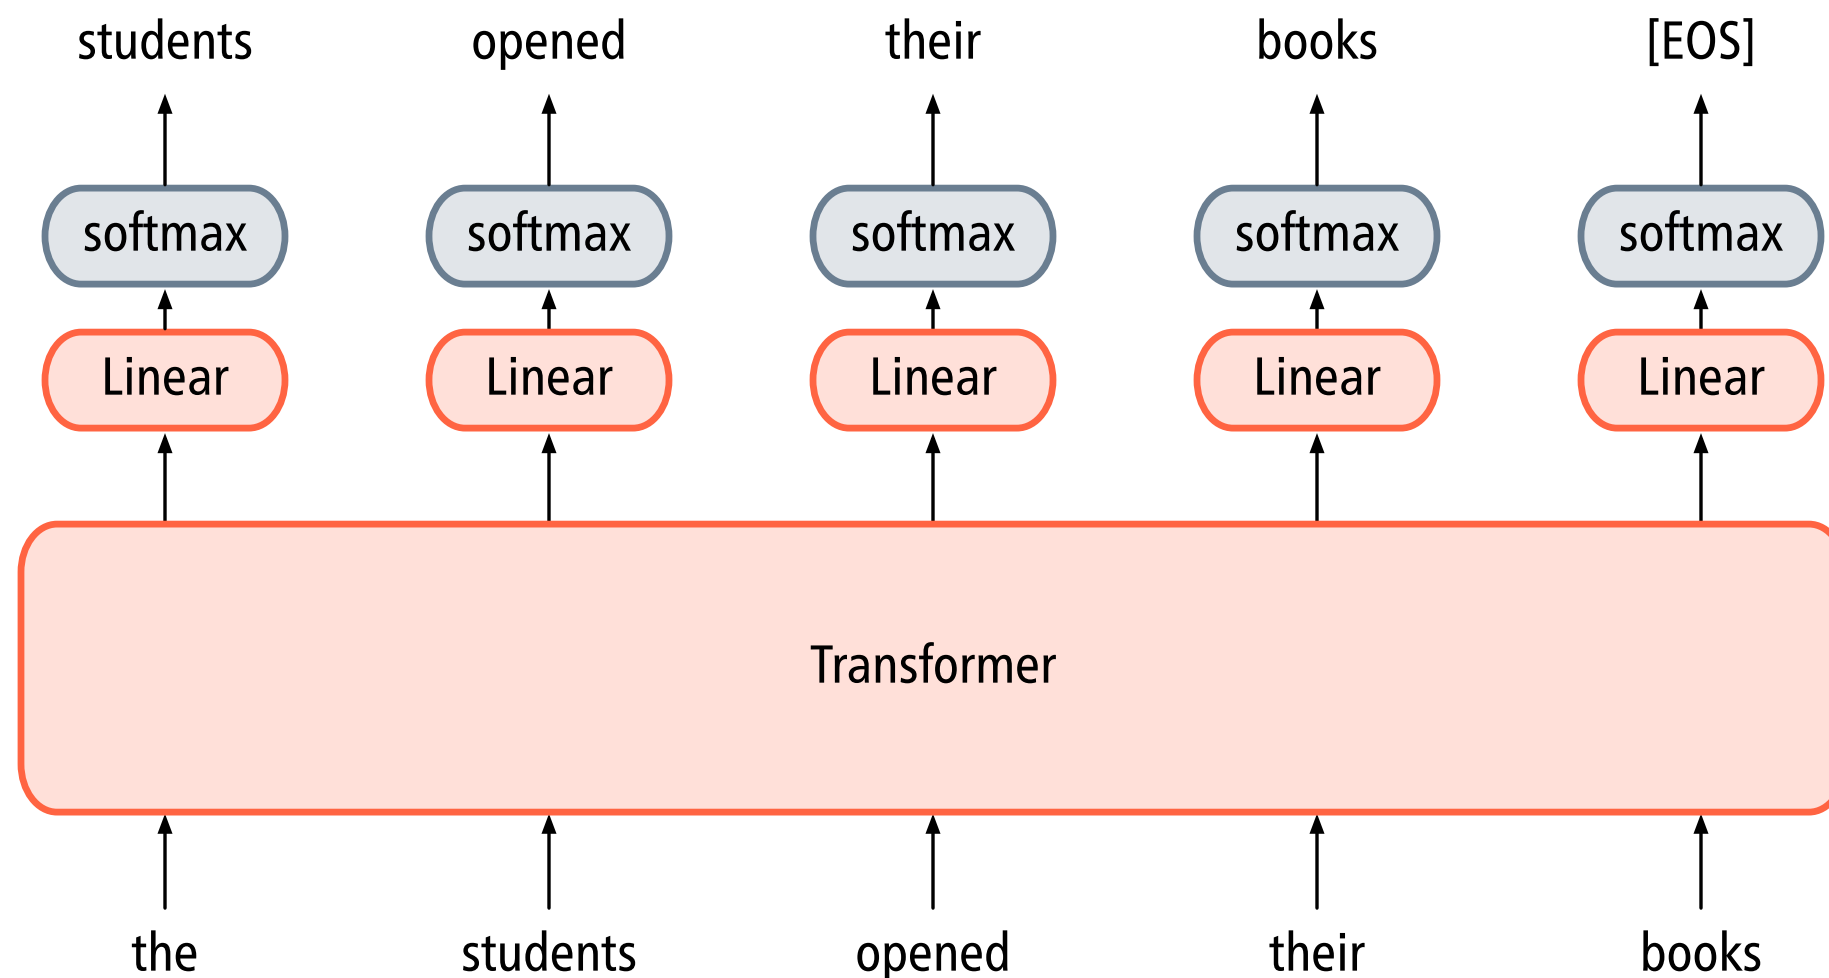 students opened their books [EOS]
softmax softmax softmax softmax softmax
Linear Linear Linear Linear Linear
Transformer
the students opened their books